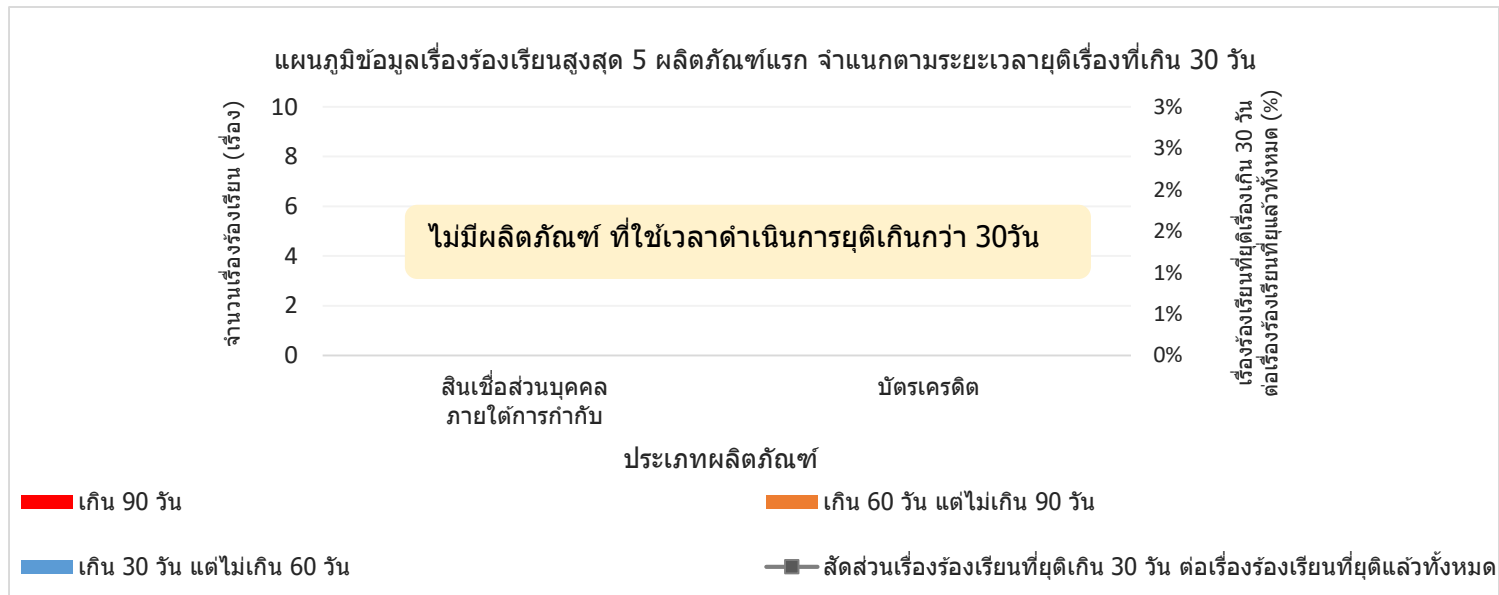 แผนภูมิข้อมูลเรื่องร้องเรียนสูงสุด 5 ผลิตภัณฑ์แรก จำแนกตามระยะเวลายุติเรื่องที่เกิน 30 วัน
จำนวนเรื่องร้องเรียน (เรื่อง)
10
8
6
4
2
0
ไม่มีผลิตภัณฑ์ ที่ใช้เวลาดำเนินการยุติเกินกว่า 30วัน
3%
3%
2%
2%
1%
1%
0%
เรื่องร้องเรียนที่ยุติเรื่องเกิน 30 วัน
ต่อเรื่องร้องเรียนที่ยุแล้วทั้งหมด (%)
สินเชื่อส่วนบุคคล
ภายใต้การกำกับ
บัตรเครดิต
ประเภทผลิตภัณฑ์
เกิน 90 วัน
เกิน 60 วัน แต่ไม่เกิน 90 วัน
เกิน 30 วัน แต่ไม่เกิน 60 วัน
สัดส่วนเรื่องร้องเรียนที่ยุติเกิน 30 วัน ต่อเรื่องร้องเรียนที่ยุติแล้วทั้งหมด